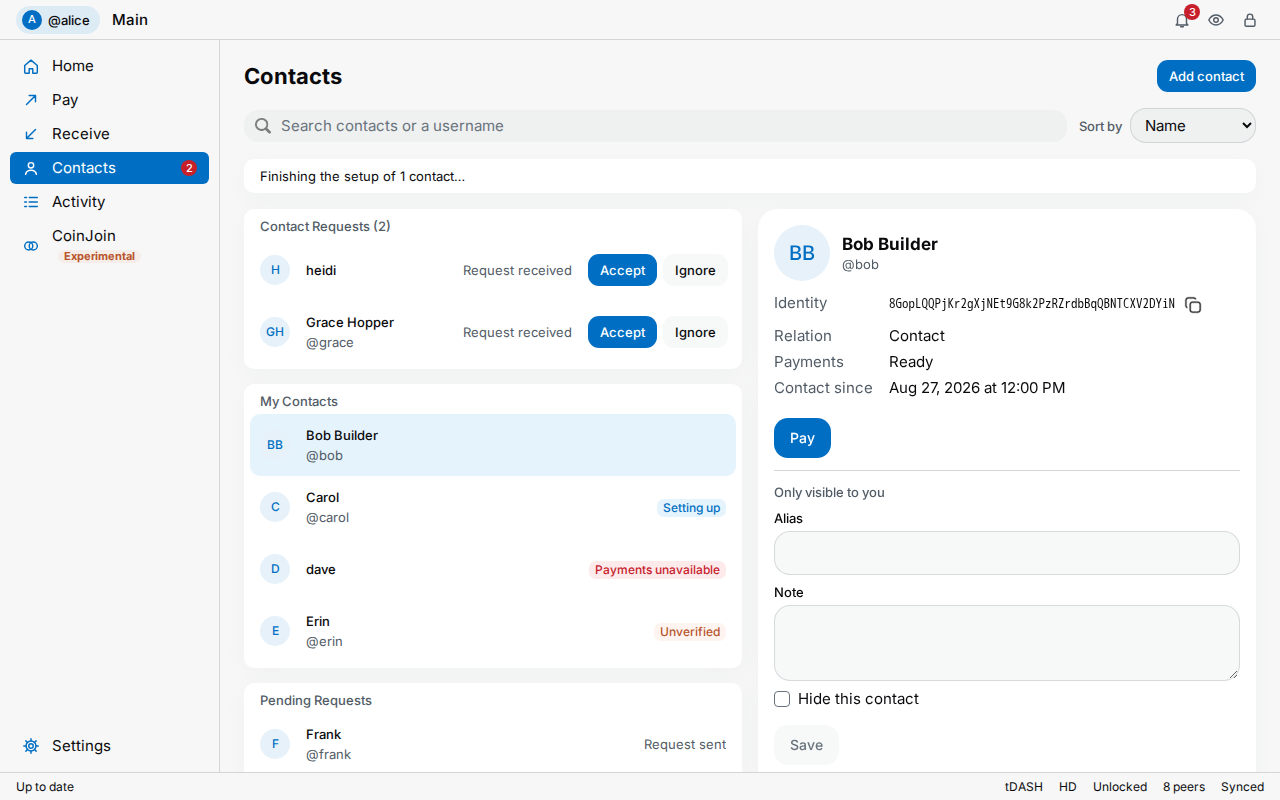 A @alice Main 3
Home
Pay
Receive
Contacts 2
Activity
CoinJoin
Experimental
Settings
Contacts
Add contact
Search contacts or a username
Sort by Name
Finishing the setup of 1 contact...
Contact Requests (2)
H heidi Request received Accept Ignore
GH Grace Hopper
@grace
Request received Accept Ignore
My Contacts
BB Bob Builder
@bob
C Carol
@carol
Setting up
D dave Payments unavailable
E Erin
@erin
Unverified
Pending Requests
F Frank
@frank
Request sent
BB Bob Builder
@bob
Identity 8GopLQQPjKr2gXjNEt9G8k2PzRZrdbBqQBNTCXV2DYiN
Relation Contact
Payments Ready
Contact since Aug 27, 2026 at 12:00 PM
Pay
Only visible to you
Alias
Note
Hide this contact
Save
Up to date tDASH HD Unlocked 8 peers Synced